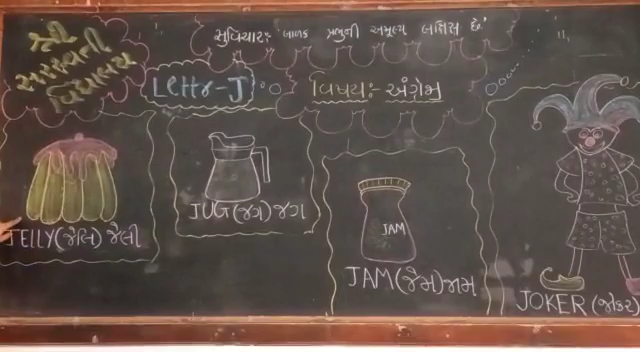 શ્રી
સરસ્વતી
વિદ્યાલય
સુવિચારઃ- બાળક પ્રભુની અમૂલ્ય બક્ષિસ છે.
Letter-J
વિષયઃ- અંગ્રેજી
JELLY(જેલિ) જેલી
JUG(જગ) જગ
JAM
JAM(જેમ)જામ
JOKER(જોકર)